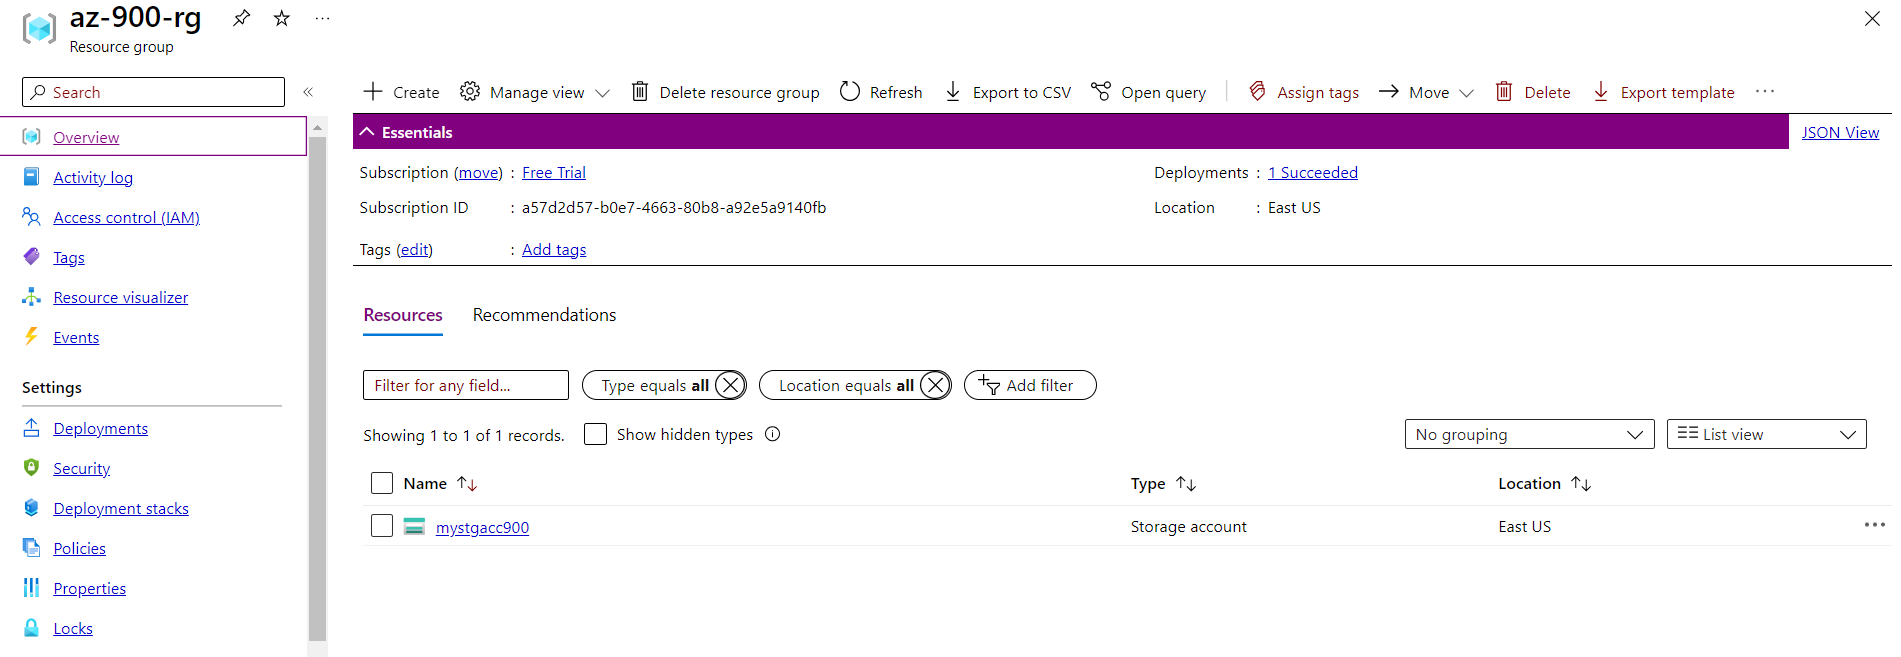 az-900-rg
Resource group
Search
Overview
Activity log
Access control (IAM)
Tags
Resource visualizer
Events
Settings
Deployments
Security
Deployment stacks
Policies
Properties
Locks
Create Manage view Delete resource group Refresh Export to CSV Open query Assign tags Move Delete Export template
Essentials
JSON View
Subscription (move) : Free Trial
Deployments : 1 Succeeded
Subscription ID : a57d2d57-b0e7-4663-80b8-a92e5a9140fb
Location : East US
Tags (edit) : Add tags
Resources Recommendations
Filter for any field... Type equals all Location equals all Add filter
Showing 1 to 1 of 1 records. Show hidden types No grouping List view
Name Type Location
mystgacc900 Storage account East US